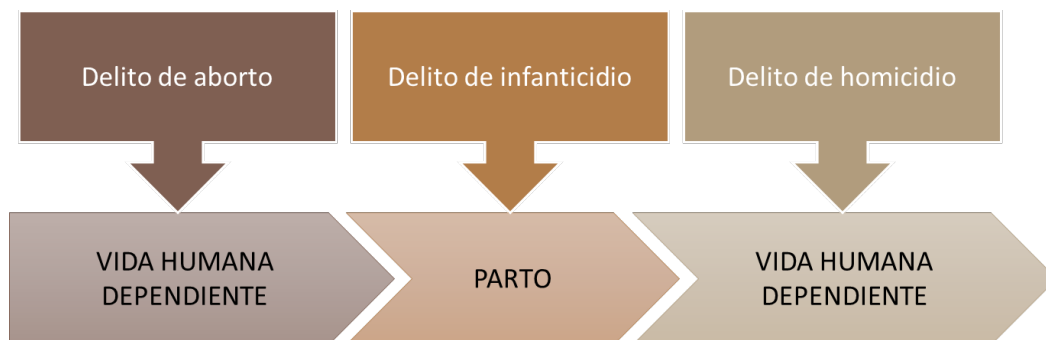 Delito de aborto
Delito de infanticidio
Delito de homicidio
VIDA HUMANA
DEPENDIENTE
PARTO
VIDA HUMANA
DEPENDIENTE